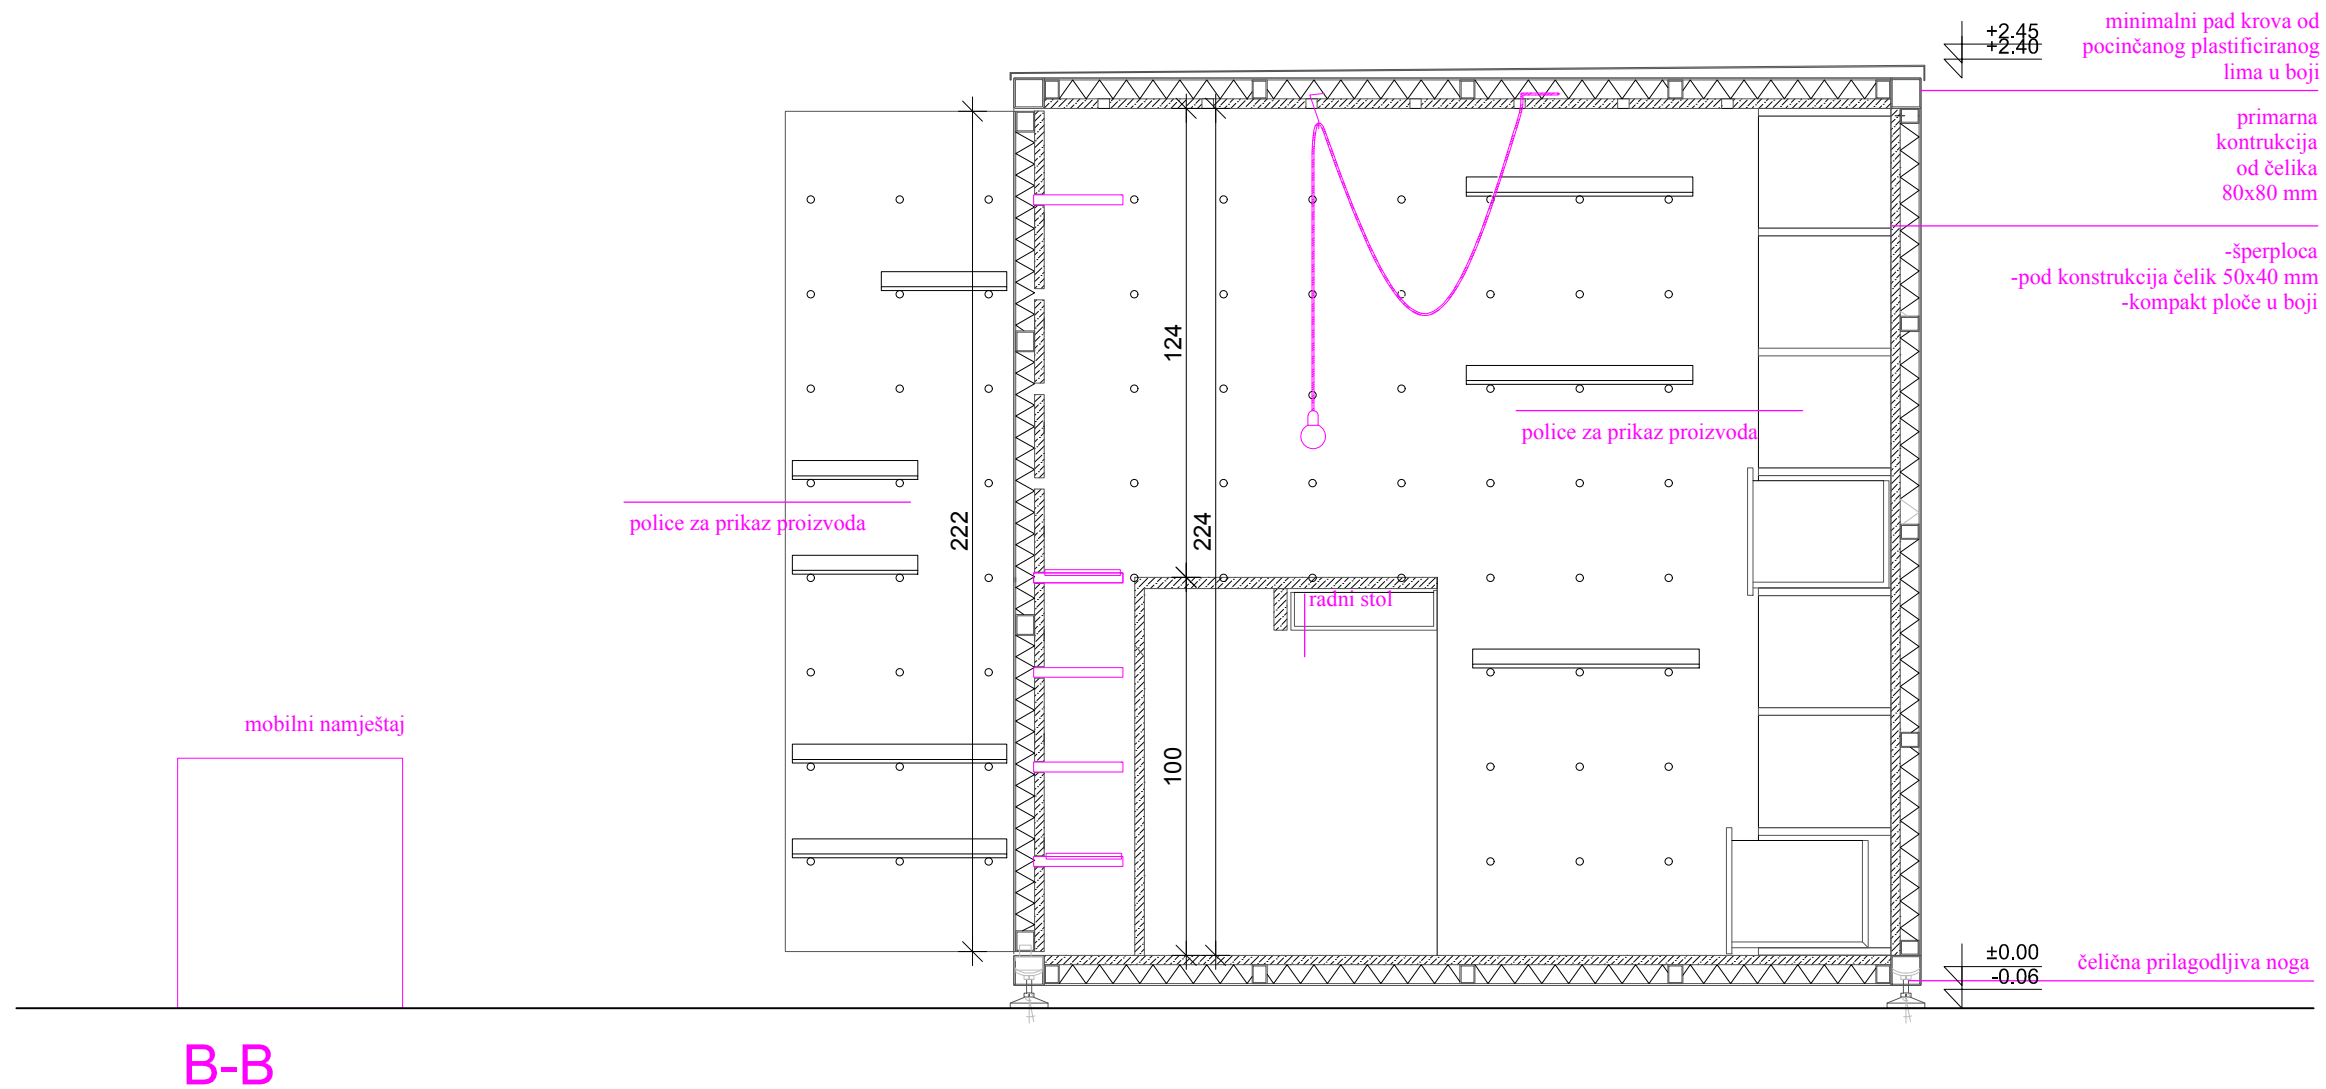 +2.45
+2.40
minimalni pad krova od
pocinčanog plastificiranog
lima u boji
primarna
kontrukcija
od čelika
80x80 mm
-šperploca
-pod konstrukcija čelik 50x40 mm
-kompakt ploče u boji
124
police za prikaz proizvoda
police za prikaz proizvoda
222
224
radni stol
mobilni namještaj
100
±0.00
-0.06
čelična prilagodljiva noga
B-B